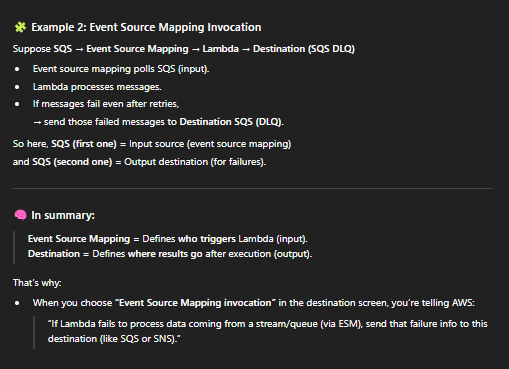 🧩 Example 2: Event Source Mapping Invocation
Suppose SQS → Event Source Mapping → Lambda → Destination (SQS DLQ)
• Event source mapping polls SQS (input).
• Lambda processes messages.
• If messages fail even after retries,
→ send those failed messages to Destination SQS (DLQ).
So here, SQS (first one) = Input source (event source mapping)
and SQS (second one) = Output destination (for failures).
🧠 In summary:
Event Source Mapping = Defines who triggers Lambda (input).
Destination = Defines where results go after execution (output).
That's why:
• When you choose “Event Source Mapping invocation” in the destination screen, you're telling AWS:
“If Lambda fails to process data coming from a stream/queue (via ESM), send that failure info to this
destination (like SQS or SNS).”